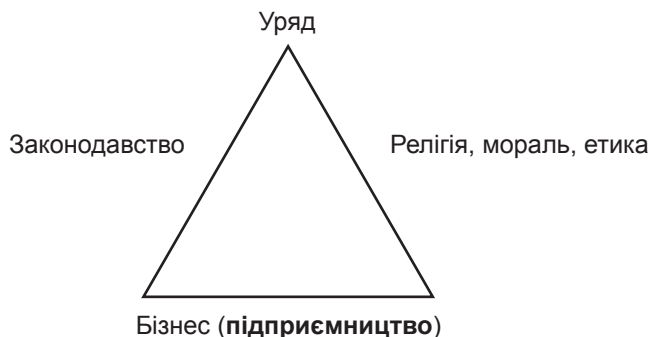 Уряд
Законодавство
Релігія, мораль, етика
Бізнес (підприємництво)